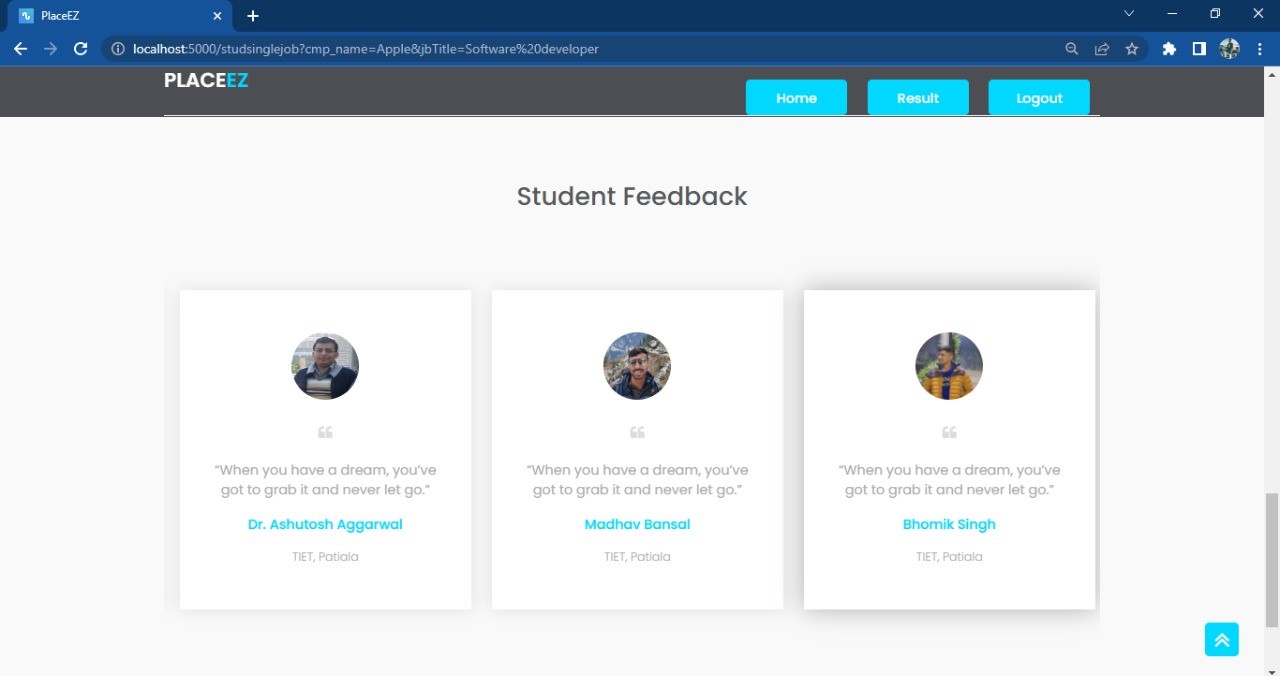 PlaceEZ
localhost:5000/studsinglejob?cmp_name=Apple&jbTitle=Software%20developer
PLACEEZ
Home Result Logout
Student Feedback
“When you have a dream, you’ve
got to grab it and never let go.”
Dr. Ashutosh Aggarwal
TIET, Patiala
“When you have a dream, you’ve
got to grab it and never let go.”
Madhav Bansal
TIET, Patiala
“When you have a dream, you’ve
got to grab it and never let go.”
Bhomik Singh
TIET, Patiala